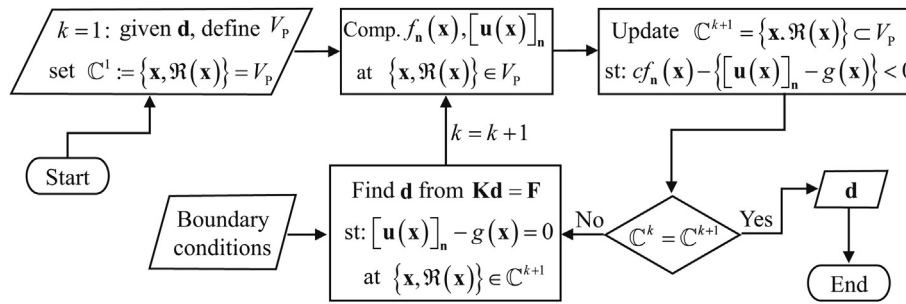 k = 1: given d, define V_P
set ℂ^1 := {x, ℜ(x)} = V_P
Comp. f_n(x), [u(x)]_n
at {x, ℜ(x)} ∈ V_P
Update ℂ^{k+1} = {x. ℜ(x)} ⊂ V_P
st: cf_n(x) − {[u(x)]_n − g(x)} < 0
k = k + 1
Start
Find d from Kd = F
st: [u(x)]_n − g(x) = 0
at {x, ℜ(x)} ∈ ℂ^{k+1}
Boundary
conditions
No
ℂ^k = ℂ^{k+1}
Yes
d
End